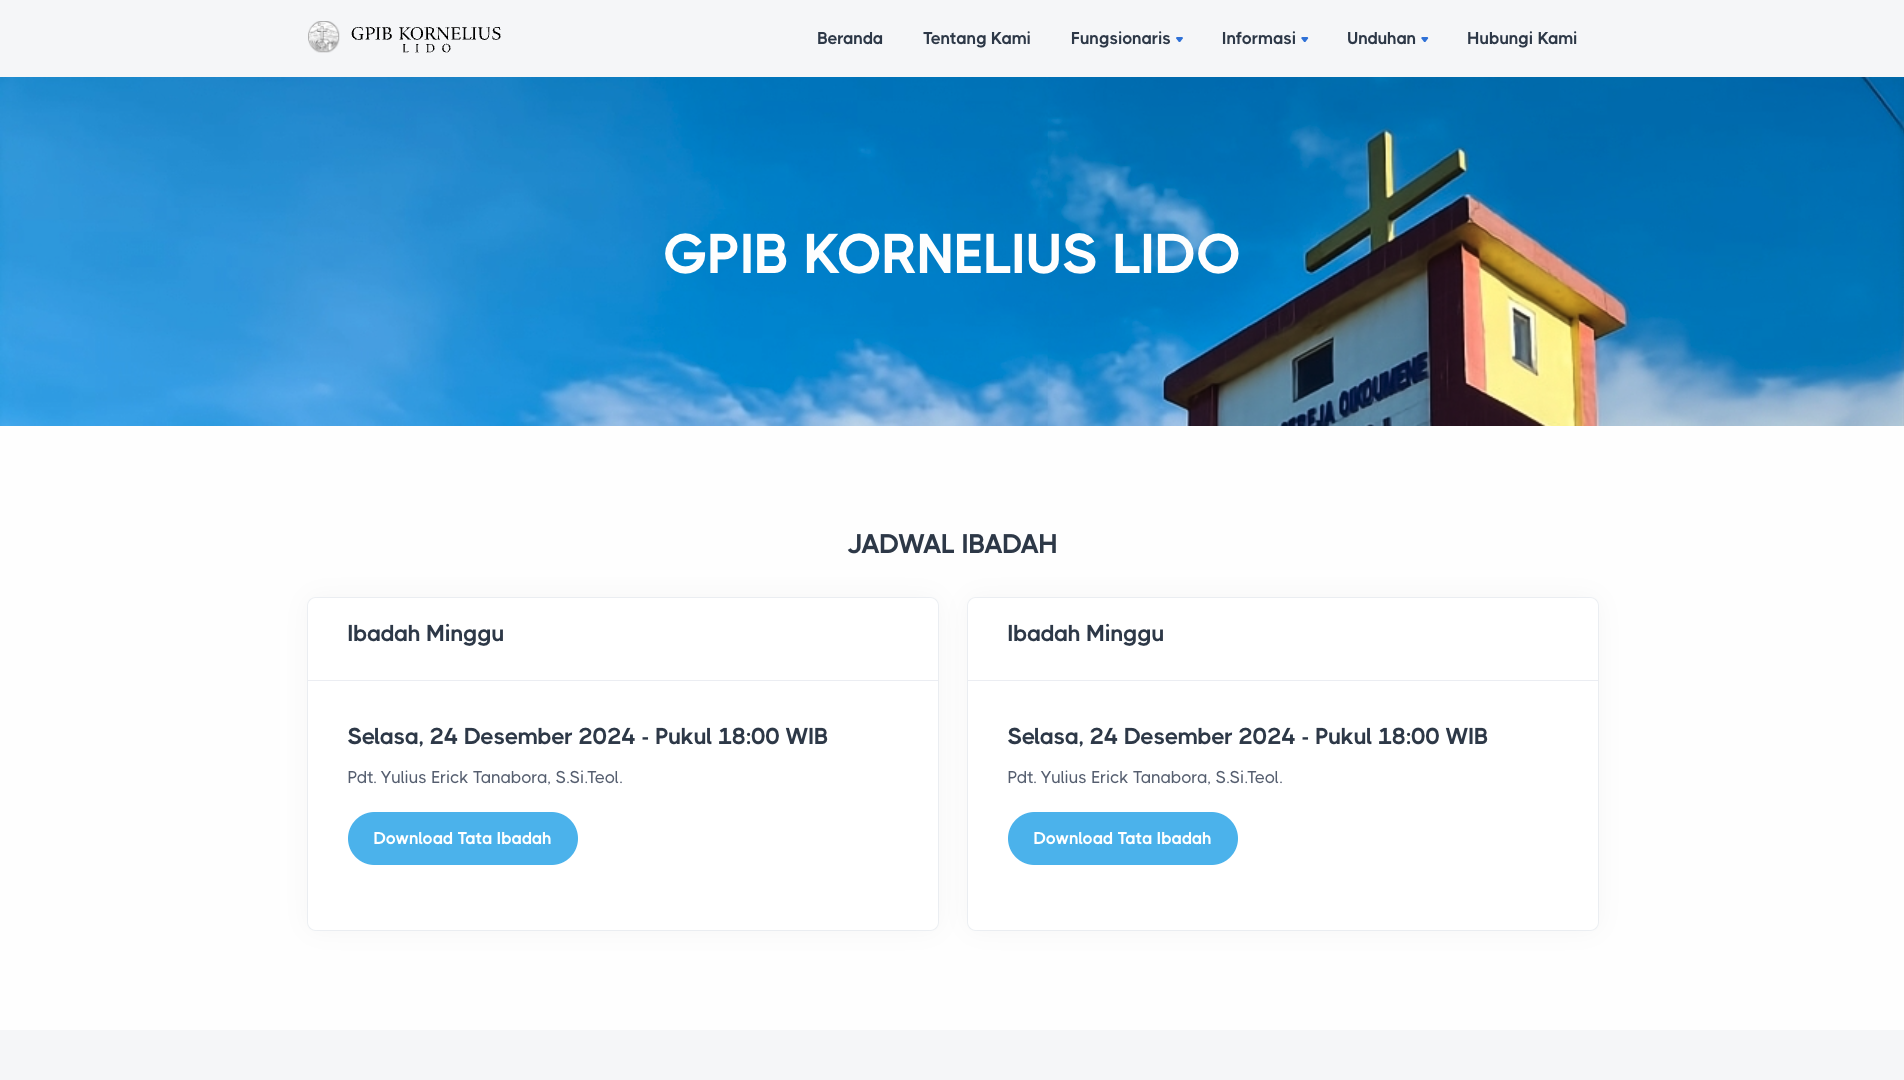 GPIB KORNELIUS
LIDO
Beranda
Tentang Kami
Fungsionaris
Informasi
Unduhan
Hubungi Kami
GPIB KORNELIUS LIDO
GEREJA OIKOUMENE
JADWAL IBADAH
Ibadah Minggu
Selasa, 24 Desember 2024 - Pukul 18:00 WIB
Pdt. Yulius Erick Tanabora, S.Si.Teol.
Download Tata Ibadah
Ibadah Minggu
Selasa, 24 Desember 2024 - Pukul 18:00 WIB
Pdt. Yulius Erick Tanabora, S.Si.Teol.
Download Tata Ibadah